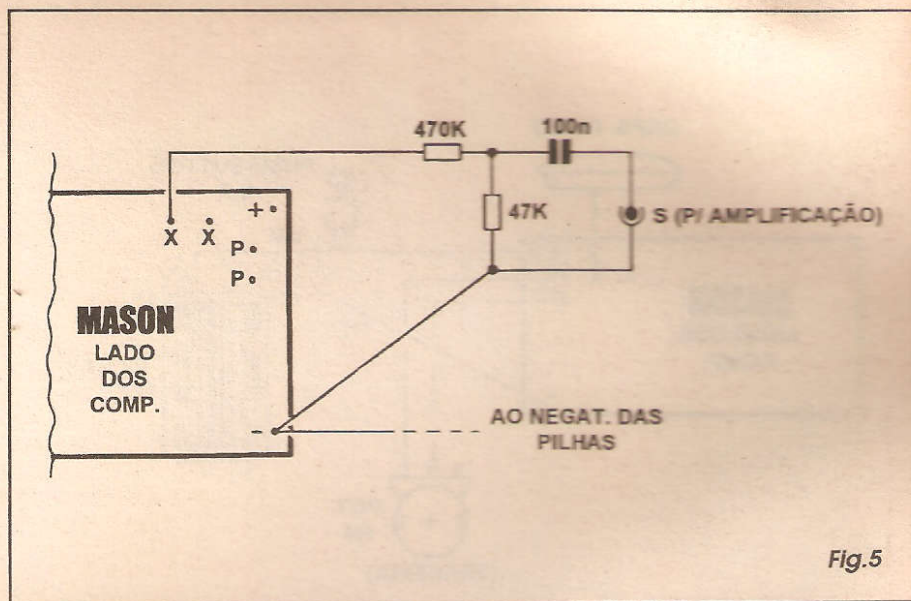 470K
100n
47K
S (P/ AMPLIFICAÇÃO)
X X
+
P
P
MASON
LADO
DOS
COMP.
-
AO NEGAT. DAS
PILHAS
Fig.5